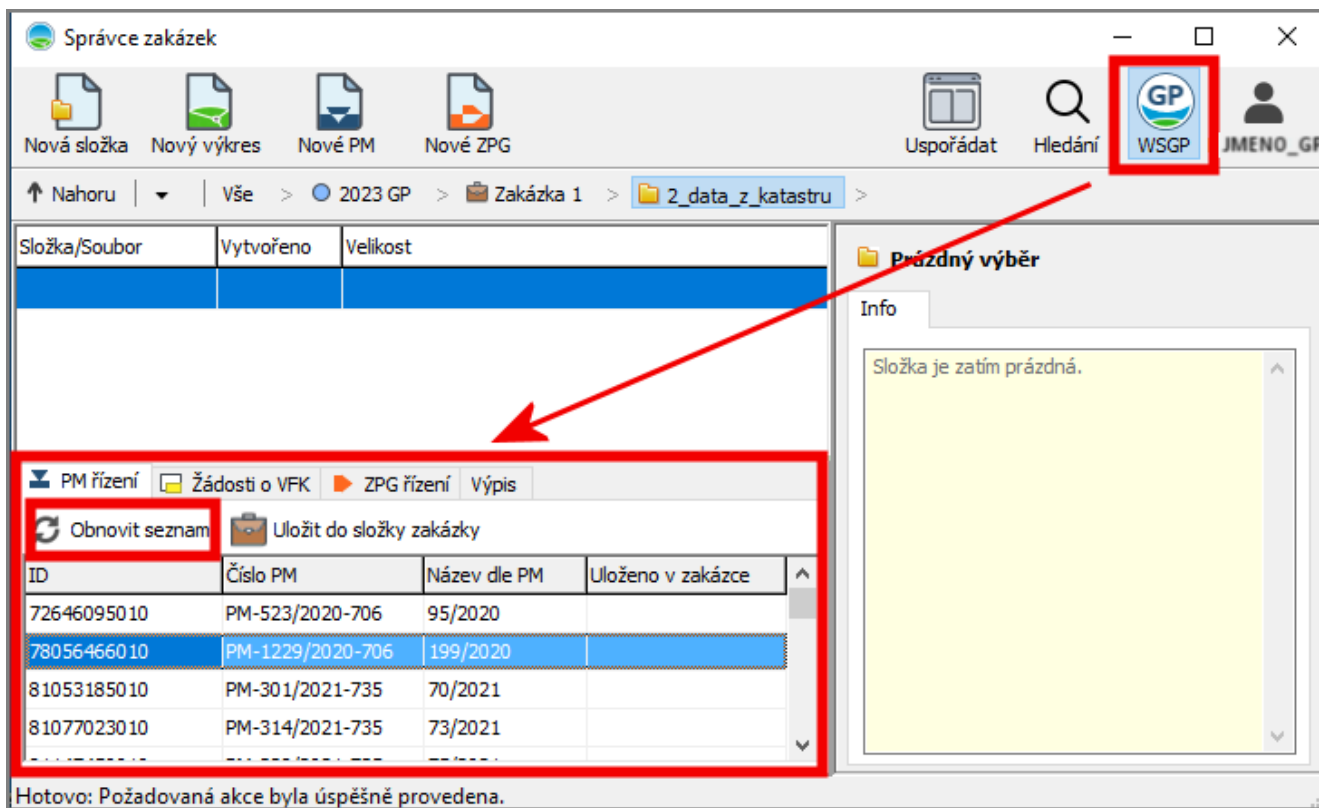 Správce zakázek
Nová složka Nový výkres Nové PM Nové ZPG Uspořádat Hledání GP WSGP JMENO_GP
Nahoru Vše > 2023 GP > Zakázka 1 > 2_data_z_katastru >
Složka/Soubor Vytvořeno Velikost
Prázdný výběr
Info
Složka je zatím prázdná.
PM řízení Žádosti o VFK ZPG řízení Výpis
Obnovit seznam Uložit do složky zakázky
ID Číslo PM Název dle PM Uloženo v zakázce
72646095010 PM-523/2020-706 95/2020
78056466010 PM-1229/2020-706 199/2020
81053185010 PM-301/2021-735 70/2021
81077023010 PM-314/2021-735 73/2021
Hotovo: Požadovaná akce byla úspěšně provedena.